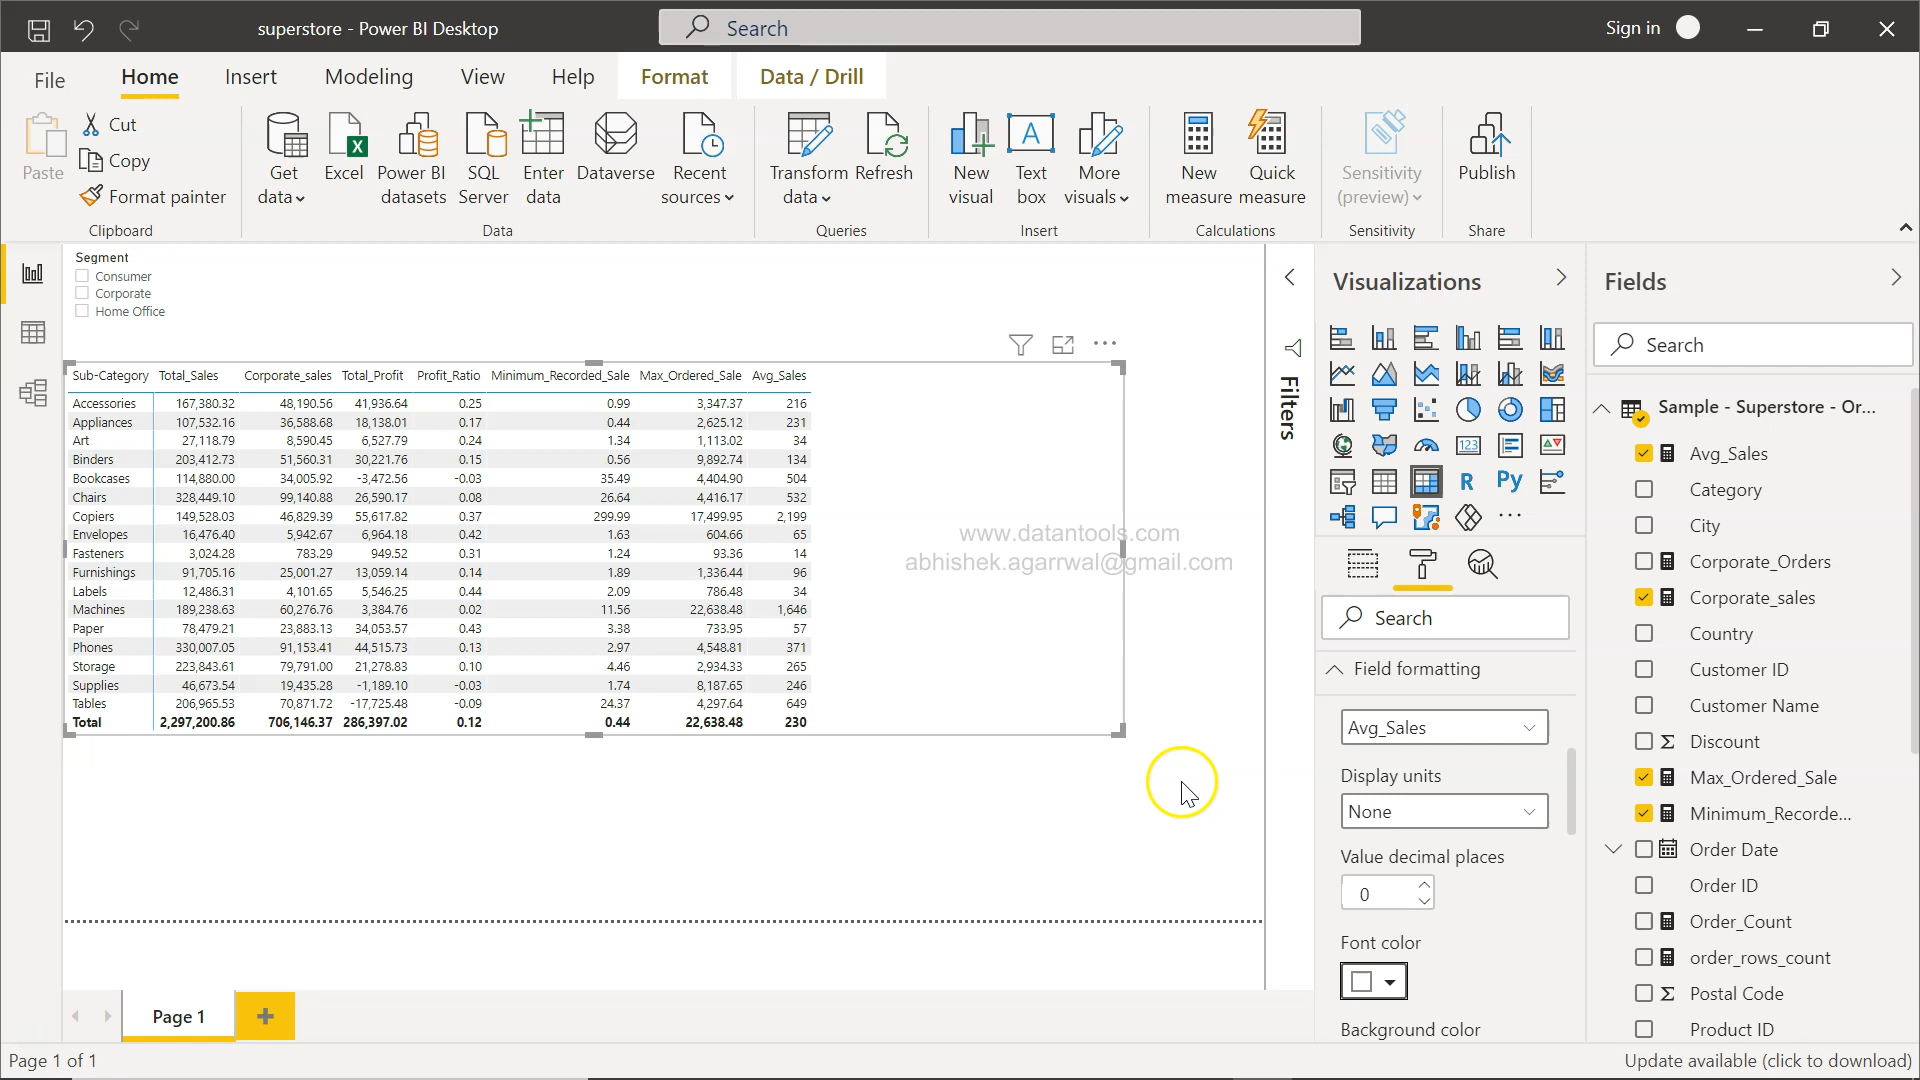 superstore - Power BI Desktop
Search
Sign in
File
Home
Insert
Modeling
View
Help
Format
Data / Drill
Paste
Cut
Copy
Format painter
Clipboard
Get data
Excel
Power BI datasets
SQL Server
Enter data
Dataverse
Recent sources
Data
Transform data
Refresh
Queries
New visual
Text box
More visuals
Insert
New measure
Quick measure
Calculations
Sensitivity (preview)
Sensitivity
Publish
Share
Segment
Consumer
Corporate
Home Office
Sub-Category Total_Sales Corporate_sales Total_Profit Profit_Ratio Minimum_Recorded_Sale Max_Ordered_Sale Avg_Sales
Accessories 167,380.32 48,190.56 41,936.64 0.25 0.99 3,347.37 216
Appliances 107,532.16 36,588.68 18,138.01 0.17 0.44 2,625.12 231
Art 27,118.79 8,590.45 6,527.79 0.24 1.34 1,113.02 34
Binders 203,412.73 51,560.31 30,221.76 0.15 0.56 9,892.74 134
Bookcases 114,880.00 34,005.92 -3,472.56 -0.03 35.49 4,404.90 504
Chairs 328,449.10 99,140.88 26,590.17 0.08 26.64 4,416.17 532
Copiers 149,528.03 46,829.39 55,617.82 0.37 299.99 17,499.95 2,199
Envelopes 16,476.40 5,942.67 6,964.18 0.42 1.63 604.66 65
Fasteners 3,024.28 783.29 949.52 0.31 1.24 93.36 14
Furnishings 91,705.16 25,001.27 13,059.14 0.14 1.89 1,336.44 96
Labels 12,486.31 4,101.65 5,546.25 0.44 2.09 786.48 34
Machines 189,238.63 60,276.76 3,384.76 0.02 11.56 22,638.48 1,646
Paper 78,479.21 23,883.13 34,053.57 0.43 3.38 733.95 57
Phones 330,007.05 91,153.41 44,515.73 0.13 2.97 4,548.81 371
Storage 223,843.61 79,791.00 21,278.83 0.10 4.46 2,934.33 265
Supplies 46,673.54 19,435.28 -1,189.10 -0.03 1.74 8,187.65 246
Tables 206,965.53 70,871.72 -17,725.48 -0.09 24.37 4,297.64 649
Total 2,297,200.86 706,146.37 286,397.02 0.12 0.44 22,638.48 230
www.datantools.com
abhishek.agarrwal@gmail.com
Filters
Visualizations
123
R
Py
Search
Field formatting
Avg_Sales
Display units
None
Value decimal places
0
Font color
Background color
Fields
Search
Sample - Superstore - Or...
Avg_Sales
Category
City
Corporate_Orders
Corporate_sales
Country
Customer ID
Customer Name
Discount
Max_Ordered_Sale
Minimum_Recorde...
Order Date
Order ID
Order_Count
order_rows_count
Postal Code
Product ID
Page 1
Page 1 of 1
Update available (click to download)